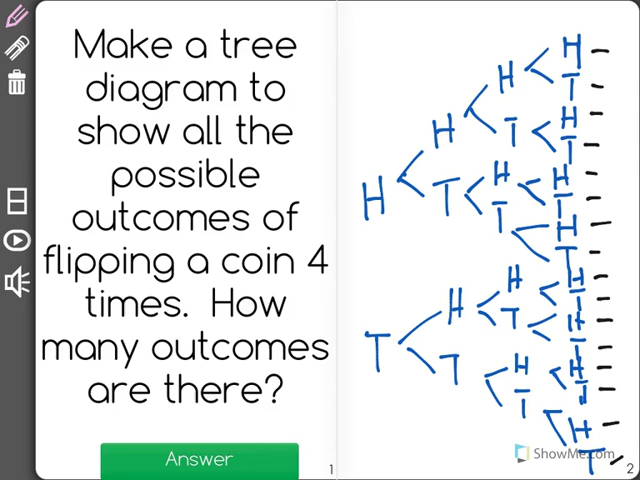 Make a tree
diagram to
show all the
possible
outcomes of
flipping a coin 4
times. How
many outcomes
are there?
Answer
1
H
T
H
T
H
T
H
T
H
T
H
T
H
T
H
T
H
T
H
T
H
T
H
T
H
T
H
T
H
T
ShowMe.com
2